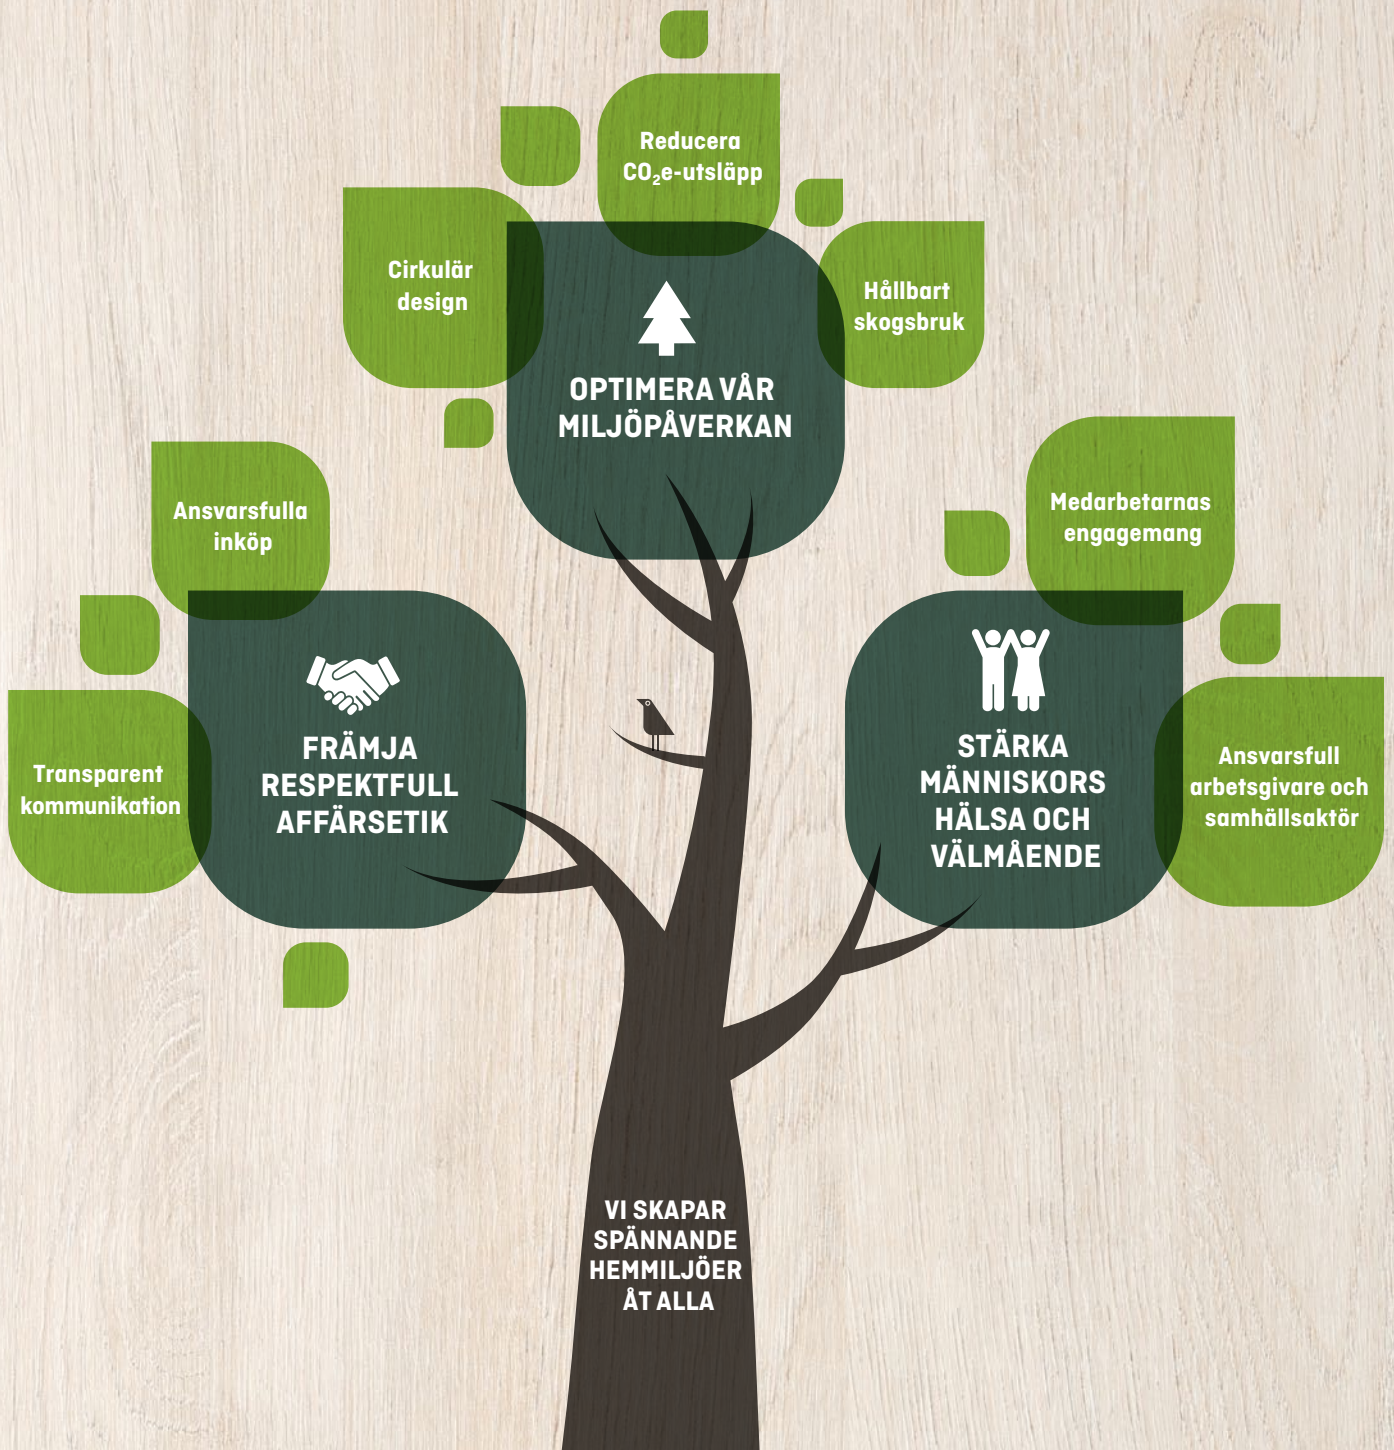 Reducera
CO₂e-utsläpp
Cirkulär
design
Hållbart
skogsbruk
OPTIMERA VÅR
MILJÖPÅVERKAN
Ansvarsfulla
inköp
Transparent
kommunikation
FRÄMJA
RESPEKTFULL
AFFÄRSETIK
Medarbetarnas
engagemang
STÄRKA
MÄNNISKORS
HÄLSA OCH
VÄLMÅENDE
Ansvarsfull
arbetsgivare och
samhällsaktör
VI SKAPAR
SPÄNNANDE
HEMMILJÖER
ÅT ALLA